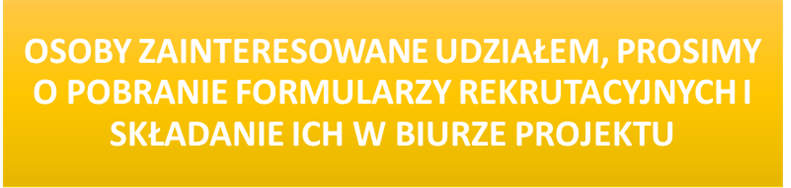 OSOBY ZAINTERESOWANE UDZIAŁEM, PROSIMY
O POBRANIE FORMULARZY REKRUTACYJNYCH I
SKŁADANIE ICH W BIURZE PROJEKTU